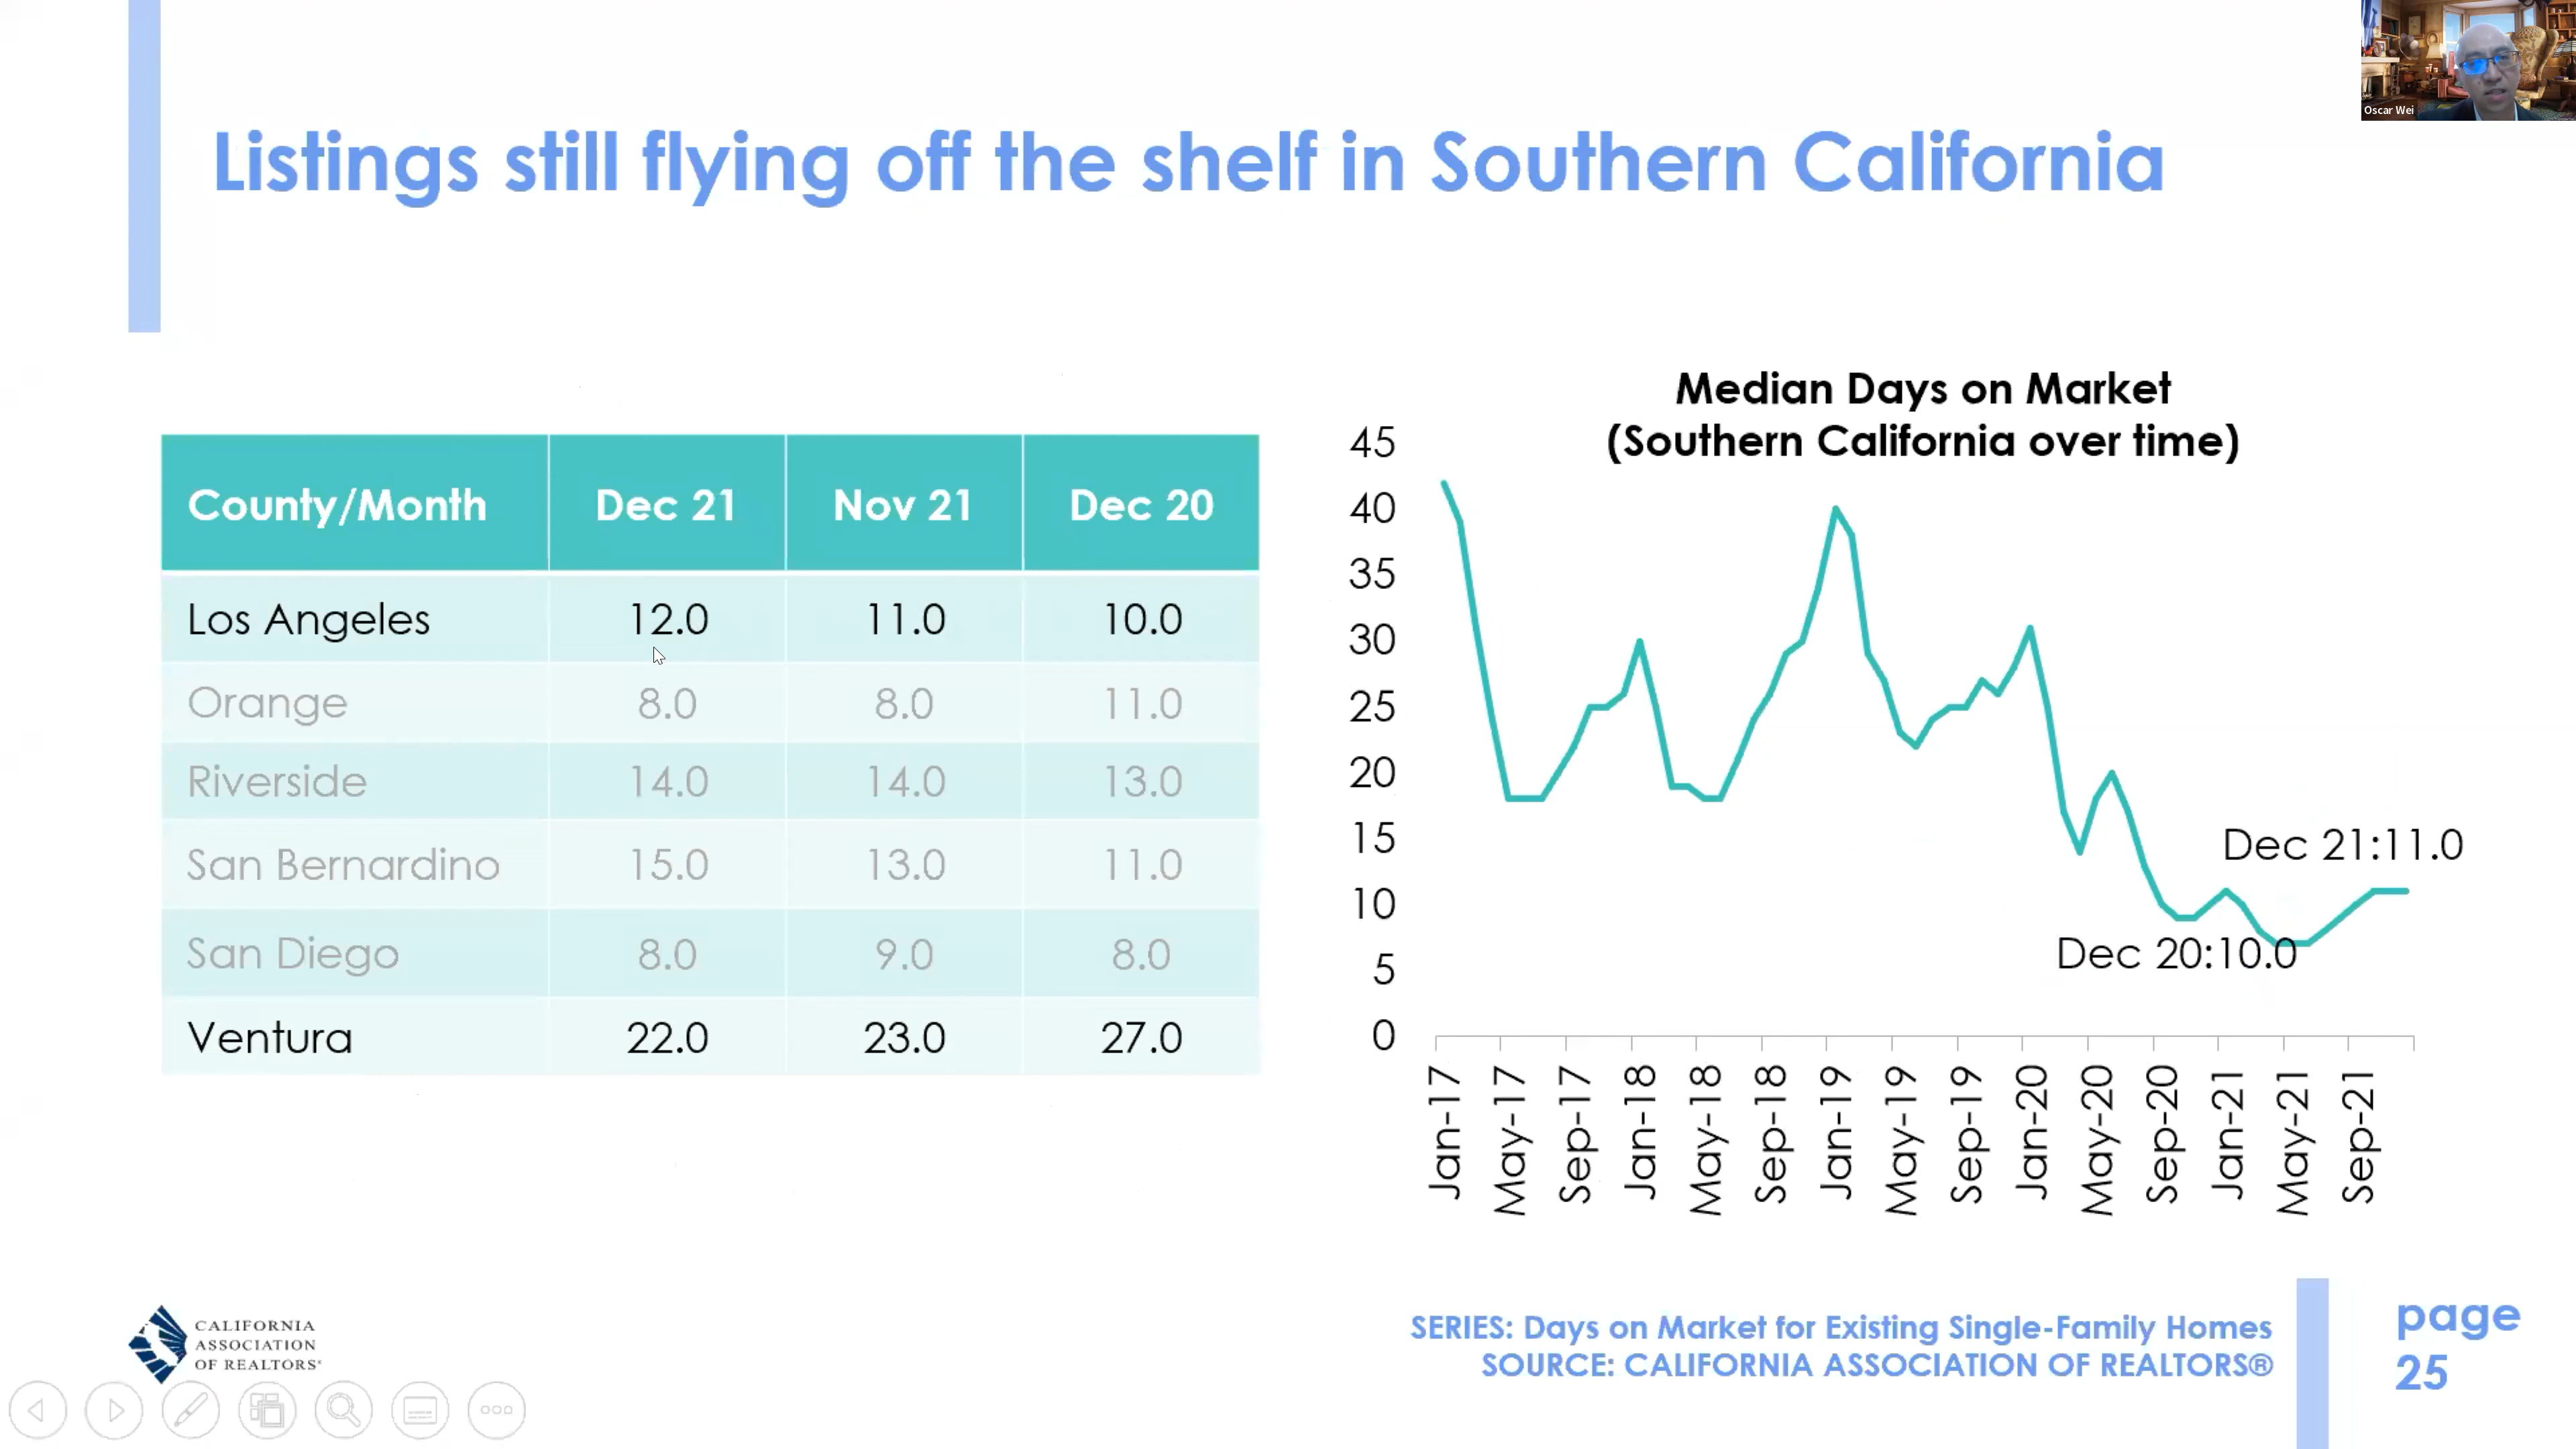 Oscar Wei
Listings still flying off the shelf in Southern California
County/Month Dec 21 Nov 21 Dec 20
Los Angeles 12.0 11.0 10.0
Orange 8.0 8.0 11.0
Riverside 14.0 14.0 13.0
San Bernardino 15.0 13.0 11.0
San Diego 8.0 9.0 8.0
Ventura 22.0 23.0 27.0
Median Days on Market
(Southern California over time)
45
40
35
30
25
20
15
10
5
0
Dec 21:11.0
Dec 20:10.0
Jan-17 May-17 Sep-17 Jan-18 May-18 Sep-18 Jan-19 May-19 Sep-19 Jan-20 May-20 Sep-20 Jan-21 May-21 Sep-21
CALIFORNIA
ASSOCIATION
OF REALTORS®
SERIES: Days on Market for Existing Single-Family Homes
SOURCE: CALIFORNIA ASSOCIATION OF REALTORS®
page
25